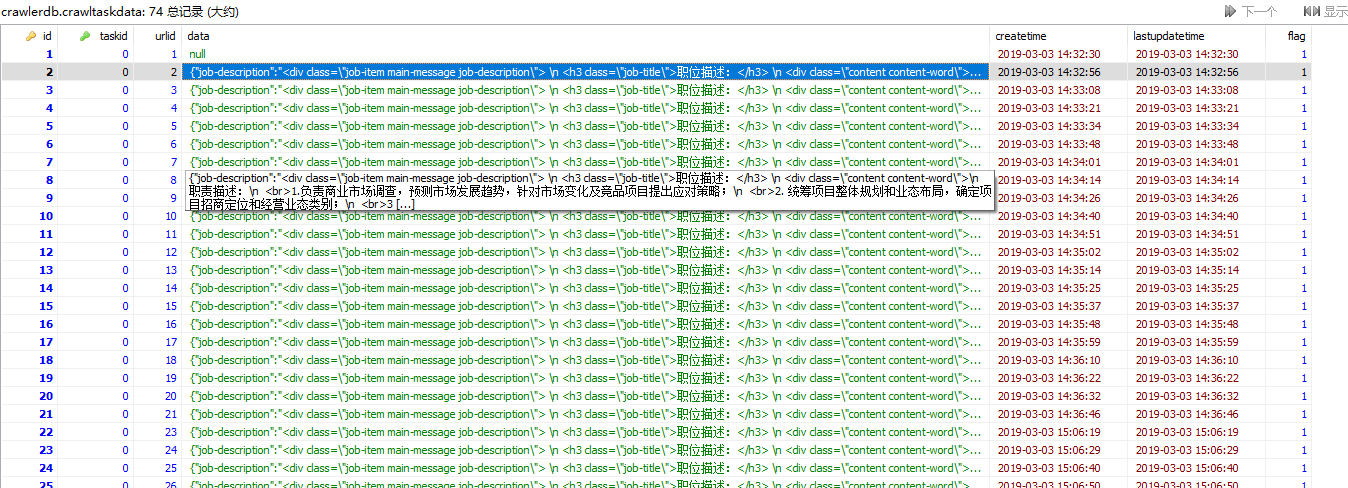 crawlerdb.crawltaskdata: 74 总记录 (大约) 下一个 显示
id taskid urlid data createtime lastupdatetime flag
1 0 1 null 2019-03-03 14:32:30 2019-03-03 14:32:30 1
2 0 2 {"job-description":"<div class=\"job-item main-message job-description\"> \n <h3 class=\"job-title\">职位描述：</h3> \n <div class=\"content content-word\">... 2019-03-03 14:32:56 2019-03-03 14:32:56 1
3 0 3 {"job-description":"<div class=\"job-item main-message job-description\"> \n <h3 class=\"job-title\">职位描述：</h3> \n <div class=\"content content-word\">... 2019-03-03 14:33:08 2019-03-03 14:33:08 1
4 0 4 {"job-description":"<div class=\"job-item main-message job-description\"> \n <h3 class=\"job-title\">职位描述：</h3> \n <div class=\"content content-word\">... 2019-03-03 14:33:21 2019-03-03 14:33:21 1
5 0 5 {"job-description":"<div class=\"job-item main-message job-description\"> \n <h3 class=\"job-title\">职位描述：</h3> \n <div class=\"content content-word\">... 2019-03-03 14:33:34 2019-03-03 14:33:34 1
6 0 6 {"job-description":"<div class=\"job-item main-message job-description\"> \n <h3 class=\"job-title\">职位描述：</h3> \n <div class=\"content content-word\">... 2019-03-03 14:33:48 2019-03-03 14:33:48 1
7 0 7 {"job-description":"<div class=\"job-item main-message job-description\"> \n <h3 class=\"job-title\">职位描述：</h3> \n <div class=\"content content-word\">... 2019-03-03 14:34:01 2019-03-03 14:34:01 1
8 0 8 {"job-description":"<div class=\"job-item main-message job-description\"> \n <h3 class=\"job-title\">职位描述：</h3> \n <div class=\"content content-word\">\n 2019-03-03 14:34:14 2019-03-03 14:34:14 1
职责描述：\n <br>1.负责商业市场调查，预测市场发展趋势，针对市场变化及竞品项目提出应对策略；\n <br>2. 统筹项目整体规划和业态布局，确定项
9 0 9 目招商定位和经营业态类别；\n <br>3 [...] 2019-03-03 14:34:26 2019-03-03 14:34:26 1
10 0 10 {"job-description":"<div class=\"job-item main-message job-description\"> \n <h3 class=\"job-title\">职位描述：</h3> \n <div class=\"content content-word\">... 2019-03-03 14:34:40 2019-03-03 14:34:40 1
11 0 11 {"job-description":"<div class=\"job-item main-message job-description\"> \n <h3 class=\"job-title\">职位描述：</h3> \n <div class=\"content content-word\">... 2019-03-03 14:34:51 2019-03-03 14:34:51 1
12 0 12 {"job-description":"<div class=\"job-item main-message job-description\"> \n <h3 class=\"job-title\">职位描述：</h3> \n <div class=\"content content-word\">... 2019-03-03 14:35:02 2019-03-03 14:35:02 1
13 0 13 {"job-description":"<div class=\"job-item main-message job-description\"> \n <h3 class=\"job-title\">职位描述：</h3> \n <div class=\"content content-word\">... 2019-03-03 14:35:14 2019-03-03 14:35:14 1
14 0 14 {"job-description":"<div class=\"job-item main-message job-description\"> \n <h3 class=\"job-title\">职位描述：</h3> \n <div class=\"content content-word\">... 2019-03-03 14:35:25 2019-03-03 14:35:25 1
15 0 15 {"job-description":"<div class=\"job-item main-message job-description\"> \n <h3 class=\"job-title\">职位描述：</h3> \n <div class=\"content content-word\">... 2019-03-03 14:35:37 2019-03-03 14:35:37 1
16 0 16 {"job-description":"<div class=\"job-item main-message job-description\"> \n <h3 class=\"job-title\">职位描述：</h3> \n <div class=\"content content-word\">... 2019-03-03 14:35:48 2019-03-03 14:35:48 1
17 0 17 {"job-description":"<div class=\"job-item main-message job-description\"> \n <h3 class=\"job-title\">职位描述：</h3> \n <div class=\"content content-word\">... 2019-03-03 14:35:59 2019-03-03 14:35:59 1
18 0 18 {"job-description":"<div class=\"job-item main-message job-description\"> \n <h3 class=\"job-title\">职位描述：</h3> \n <div class=\"content content-word\">... 2019-03-03 14:36:10 2019-03-03 14:36:10 1
19 0 19 {"job-description":"<div class=\"job-item main-message job-description\"> \n <h3 class=\"job-title\">职位描述：</h3> \n <div class=\"content content-word\">... 2019-03-03 14:36:22 2019-03-03 14:36:22 1
20 0 20 {"job-description":"<div class=\"job-item main-message job-description\"> \n <h3 class=\"job-title\">职位描述：</h3> \n <div class=\"content content-word\">... 2019-03-03 14:36:32 2019-03-03 14:36:32 1
21 0 21 {"job-description":"<div class=\"job-item main-message job-description\"> \n <h3 class=\"job-title\">职位描述：</h3> \n <div class=\"content content-word\">... 2019-03-03 14:36:46 2019-03-03 14:36:46 1
22 0 23 {"job-description":"<div class=\"job-item main-message job-description\"> \n <h3 class=\"job-title\">职位描述：</h3> \n <div class=\"content content-word\">... 2019-03-03 15:06:19 2019-03-03 15:06:19 1
23 0 24 {"job-description":"<div class=\"job-item main-message job-description\"> \n <h3 class=\"job-title\">职位描述：</h3> \n <div class=\"content content-word\">... 2019-03-03 15:06:29 2019-03-03 15:06:29 1
24 0 25 {"job-description":"<div class=\"job-item main-message job-description\"> \n <h3 class=\"job-title\">职位描述：</h3> \n <div class=\"content content-word\">... 2019-03-03 15:06:40 2019-03-03 15:06:40 1
25 0 26 {"job-description":"<div class=\"job-item main-message job-description\"> \n <h3 class=\"job-title\">职位描述：</h3> \n <div class=\"content content-word\">... 2019-03-03 15:06:50 2019-03-03 15:06:50 1